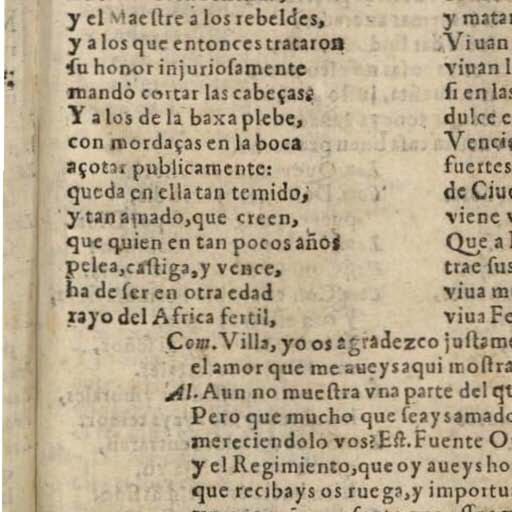 y el Maeſtre a los rebeldes,
y a los que entonces trataron
ſu honor injurioſamente
mandò cortar las cabeças:
Y a los de la baxa plebe,
con mordaças en la boca
açotar publicamente:
queda en ella tan temido,
y tan amado, que creen,
que quien en tan pocos años
pelea, caſtiga, y vence,
ha de ſer en otra edad
rayo del Africa fertil,
y matar
Viuan
viuan l
ſi en las
dulce e
Vencis
fuertes
de Ciud
viene v
Que a l
trae ſus
viua m
viua Fe
Com. Villa, yo os agradezco juſtame
el amor que me aueys aqui moſtra
Al. Aun no mueſtra vna parte del q
Pero que mucho que ſeays amado
mereciendolo vos? Eſt. Fuente O
y el Regimiento, que oy aueys ho
que recibays os ruega, y importu